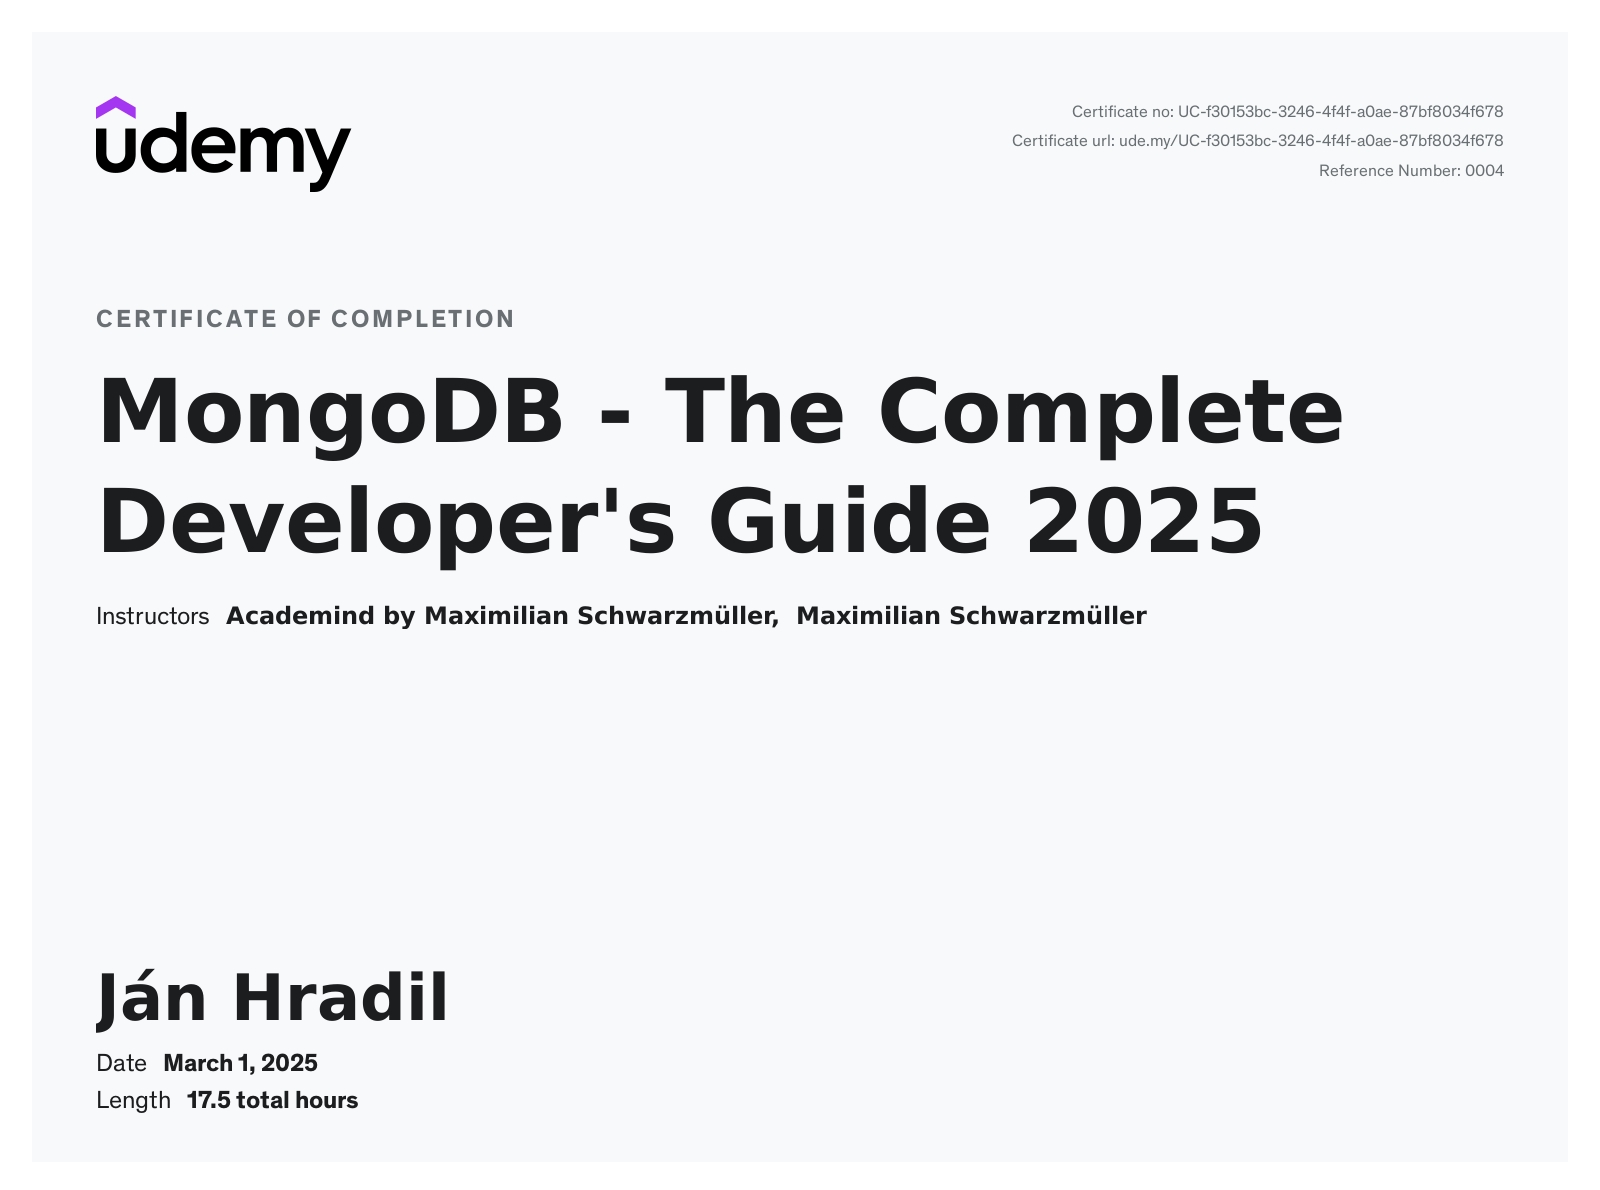 udemy
Certificate no: UC-f30153bc-3246-4f4f-a0ae-87bf8034f678
Certificate url: ude.my/UC-f30153bc-3246-4f4f-a0ae-87bf8034f678
Reference Number: 0004
CERTIFICATE OF COMPLETION
MongoDB - The Complete
Developer's Guide 2025
Instructors Academind by Maximilian Schwarzmüller, Maximilian Schwarzmüller
Ján Hradil
Date March 1, 2025
Length 17.5 total hours